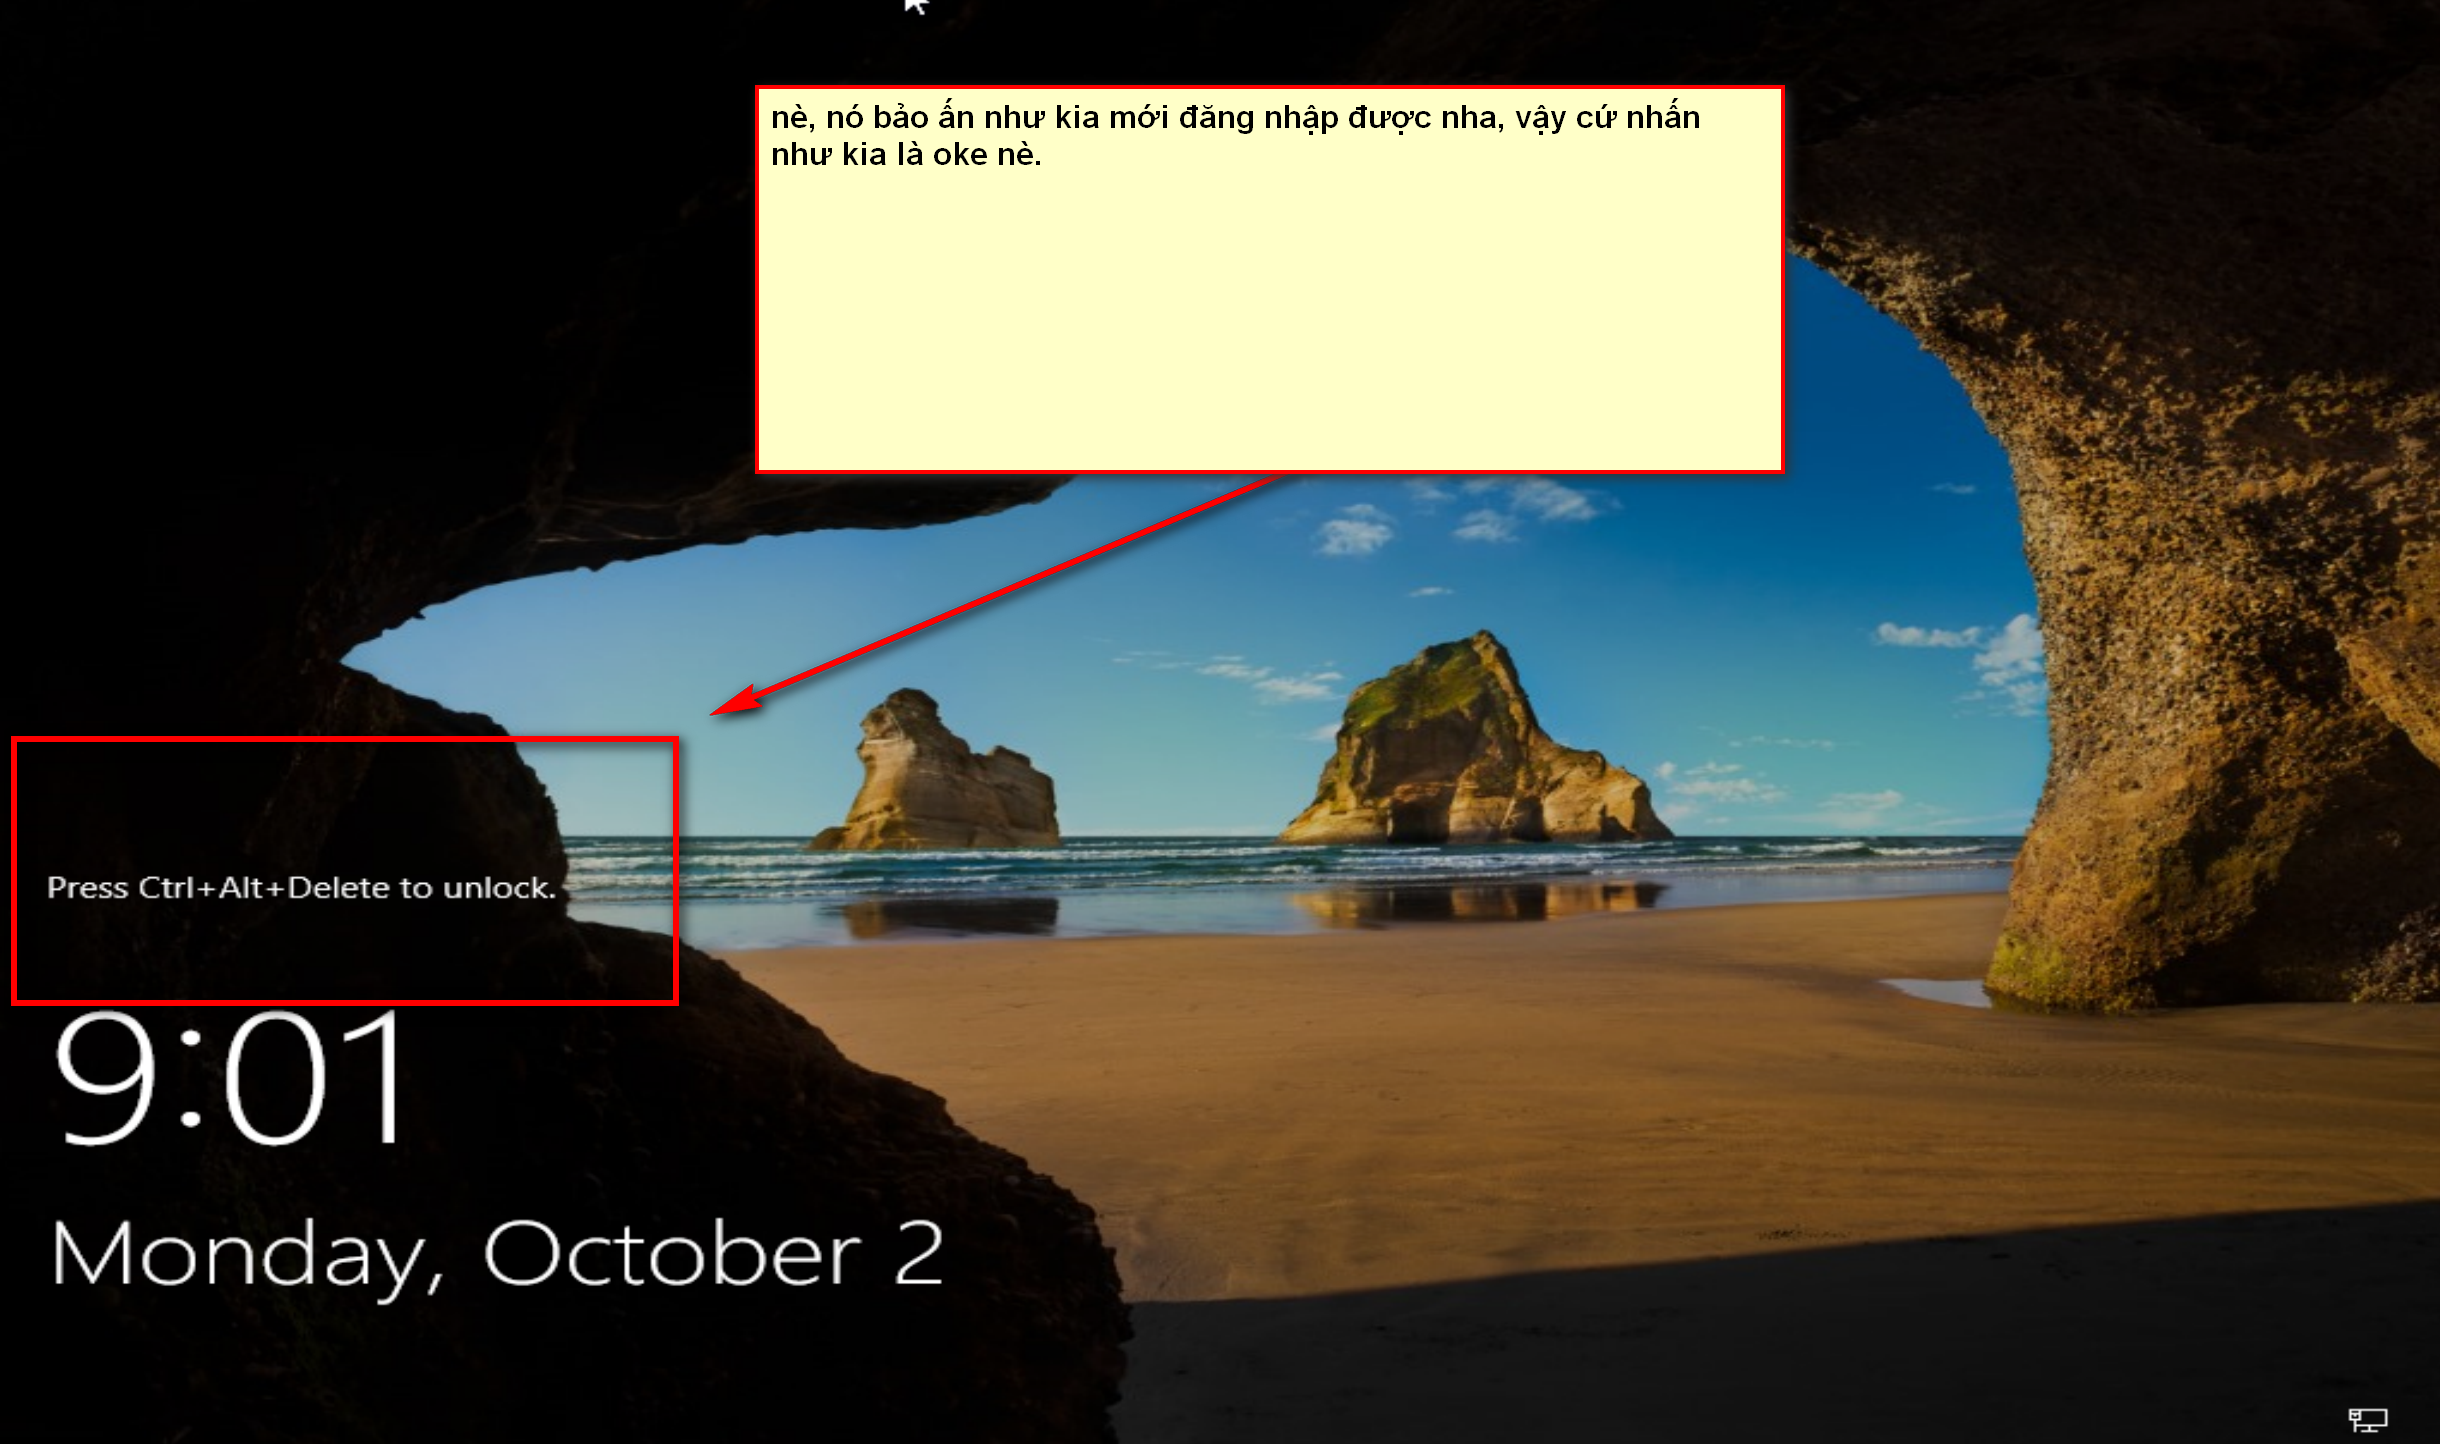 nè, nó bảo ấn như kia mới đăng nhập được nha, vậy cứ nhấn
như kia là oke nè.
Press Ctrl+Alt+Delete to unlock.
9:01
Monday, October 2